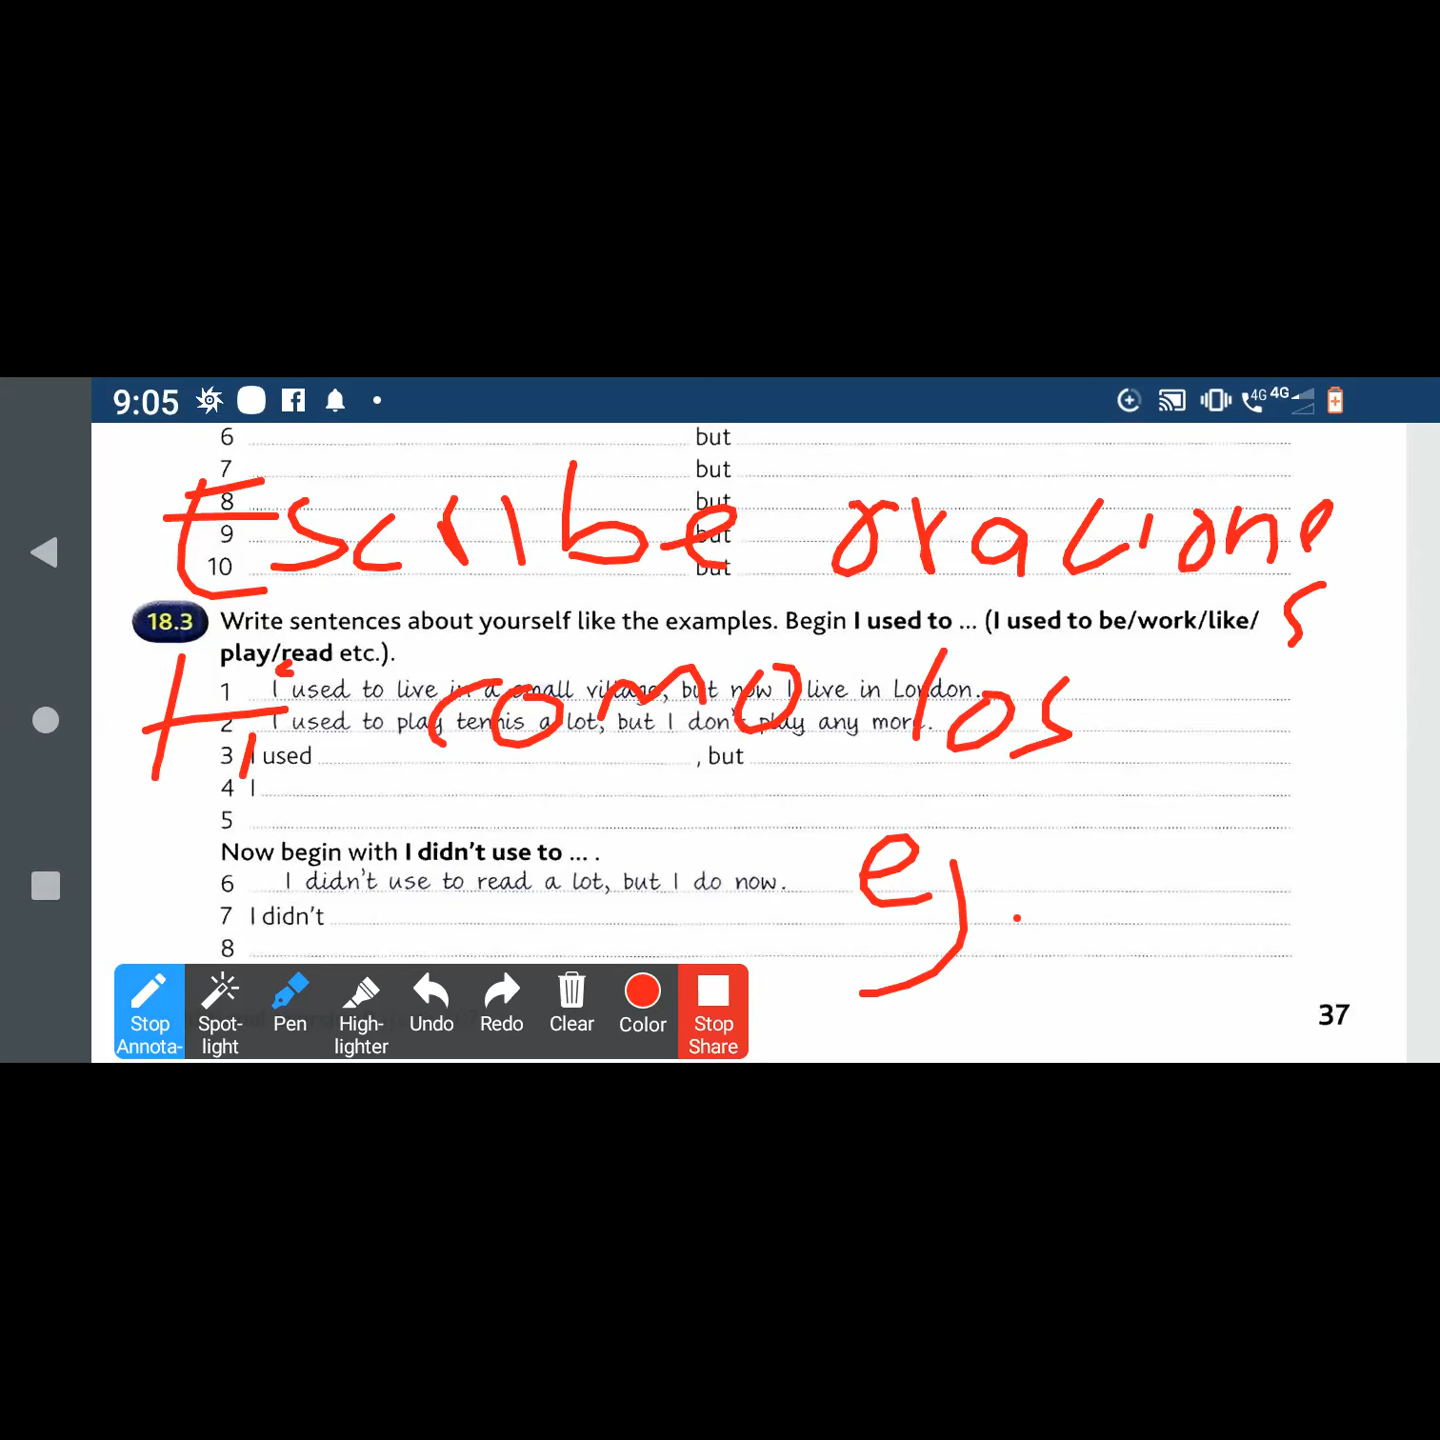 9:05 4G 4G
6 but
7 but
8 but
9 but
10 but
Escribe oraciones
18.3 Write sentences about yourself like the examples. Begin I used to ... (I used to be/work/like/
play/read etc.).
Ti como los
1 I used to live in a small village, but now I live in London.
2 I used to play tennis a lot, but I don't play any more.
3 I used , but
4 I
5
ej.
Now begin with I didn't use to ... .
6 I didn't use to read a lot, but I do now.
7 I didn't
8
Stop Annota- Spot-light Pen High-lighter Undo Redo Clear Color Stop Share
37